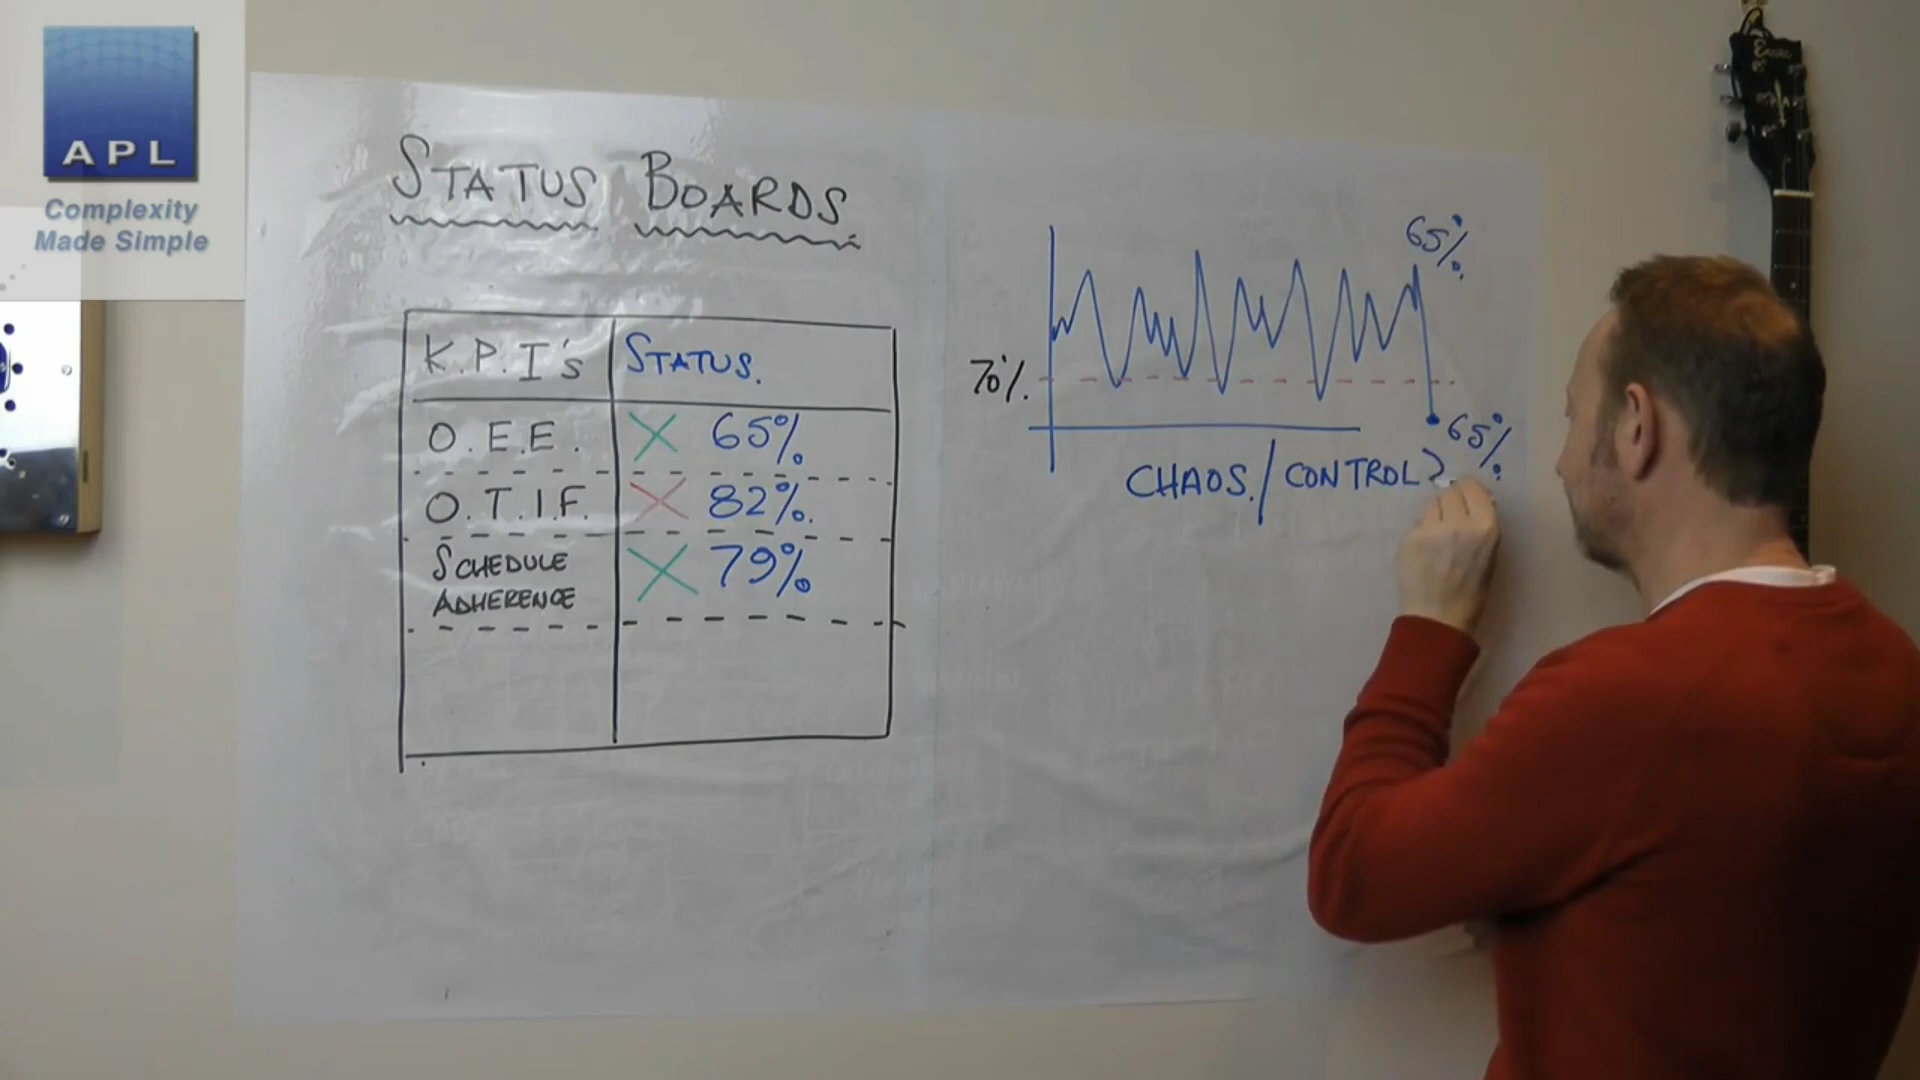 APL
Complexity
Made Simple
STATUS BOARDS
K.P.I's STATUS.
O.E.E. X 65%
O.T.I.F. X 82%.
SCHEDULE
ADHERENCE X 79%
65%
70%.
65%
CHAOS./CONTROL?